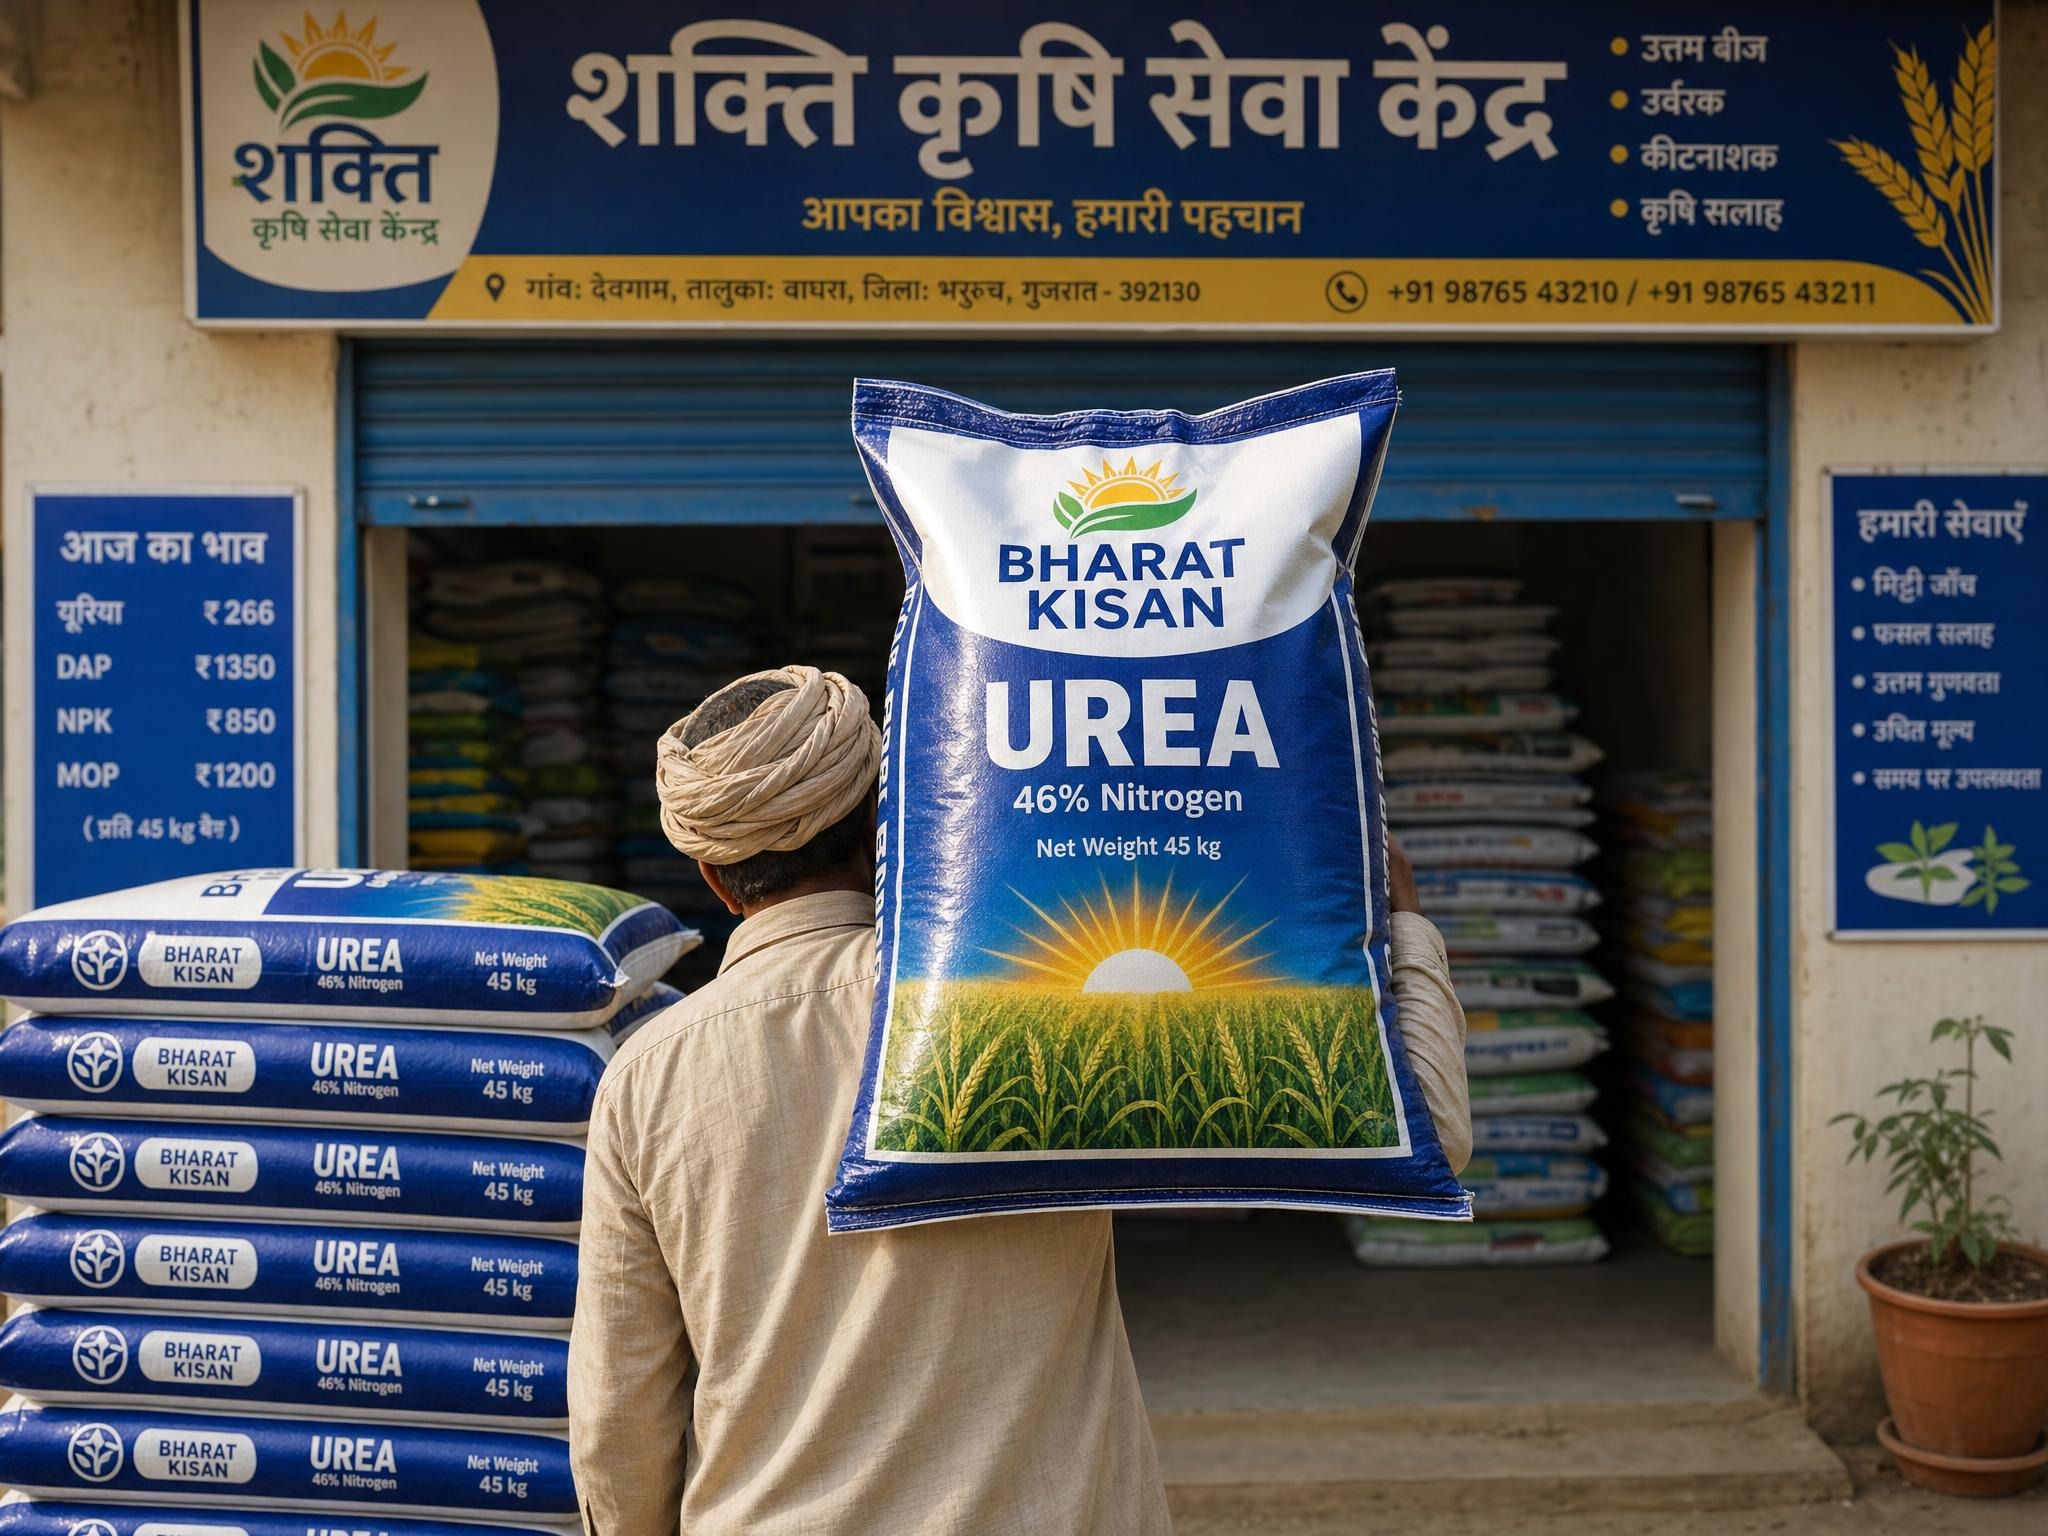 शक्ति
कृषि सेवा केन्द्र
शक्ति कृषि सेवा केंद्र
आपका विश्वास, हमारी पहचान
उत्तम बीज
उर्वरक
कीटनाशक
कृषि सलाह
गांव: देवगाम, तालुका: वाघरा, जिला: भरुरुच, गुजरात - 392130
+91 98765 43210 / +91 98765 43211
आज का भाव
यूरिया ₹266
DAP ₹1350
NPK ₹850
MOP ₹1200
( प्रति 45 kg
BHARAT
KISAN
UREA
46% Nitrogen
Net Weight 45 kg
हमारी सेवाएँ
मिट्टी जाँच
फसल सलाह
उत्तम गुणवता
उचित मूल्य
समय पर उपलब्धता
BHARAT
KISAN
UREA
46% Nitrogen
Net Weight
45 kg
BHARAT
KISAN
UREA
46% Nitrogen
Net Weight
45 kg
BHARAT
KISAN
UREA
46% Nitrogen
Net Weight
45 kg
BHARAT
KISAN
UREA
46% Nitrogen
Net Weight
45 kg
BHARAT
KISAN
UREA
46% Nitrogen
Net Weight
45 kg
BHARAT
KISAN
UREA
46% Nitrogen
Net Weight
45 kg